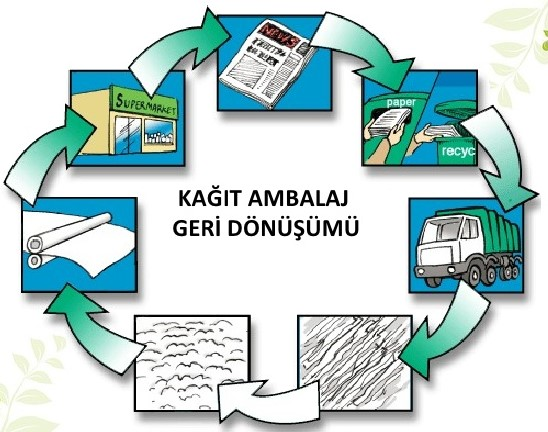 NEWS
SUPERMARKET
paper
recyc
KAĞIT AMBALAJ
GERİ DÖNÜŞÜMÜ